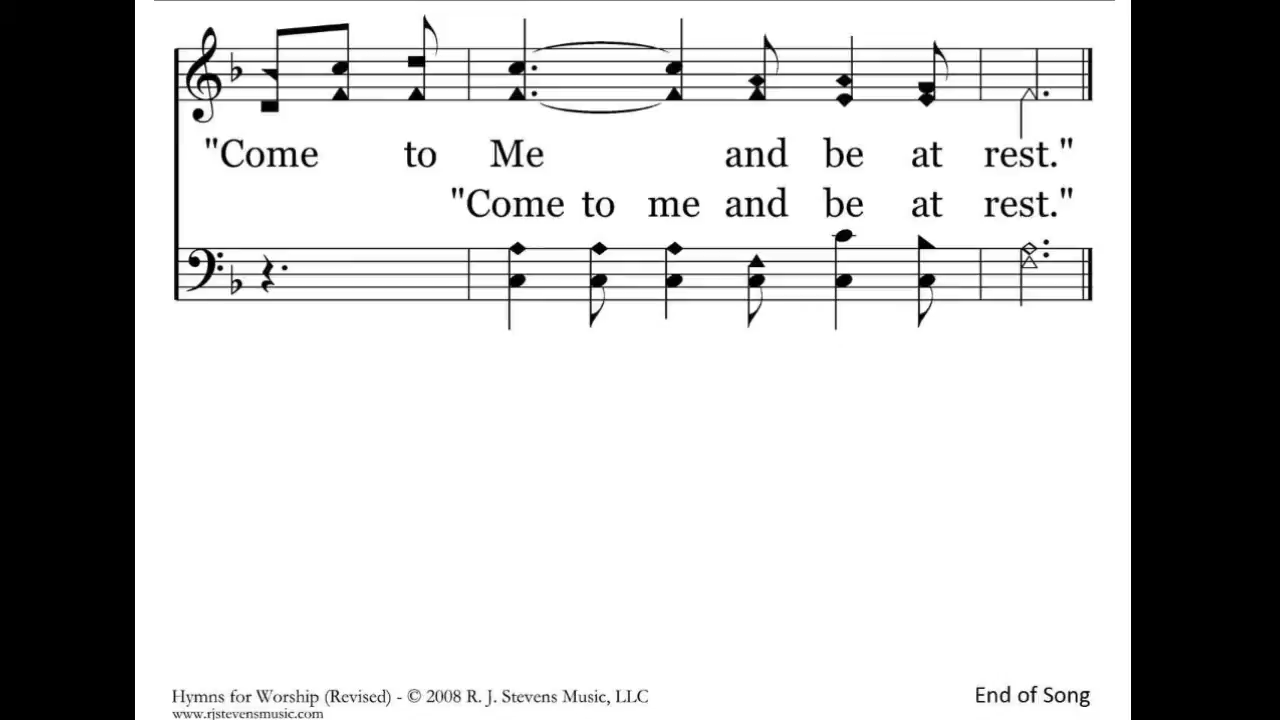 "Come to Me and be at rest."
"Come to me and be at rest."
Hymns for Worship (Revised) - © 2008 R. J. Stevens Music, LLC
End of Song
www.rjstevensmusic.com